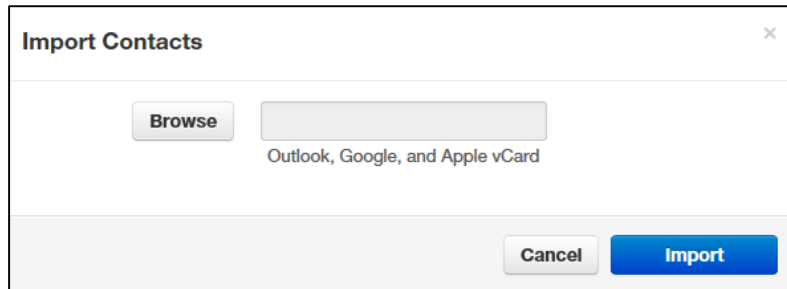 Import Contacts ×
Browse
Outlook, Google, and Apple vCard
Cancel Import